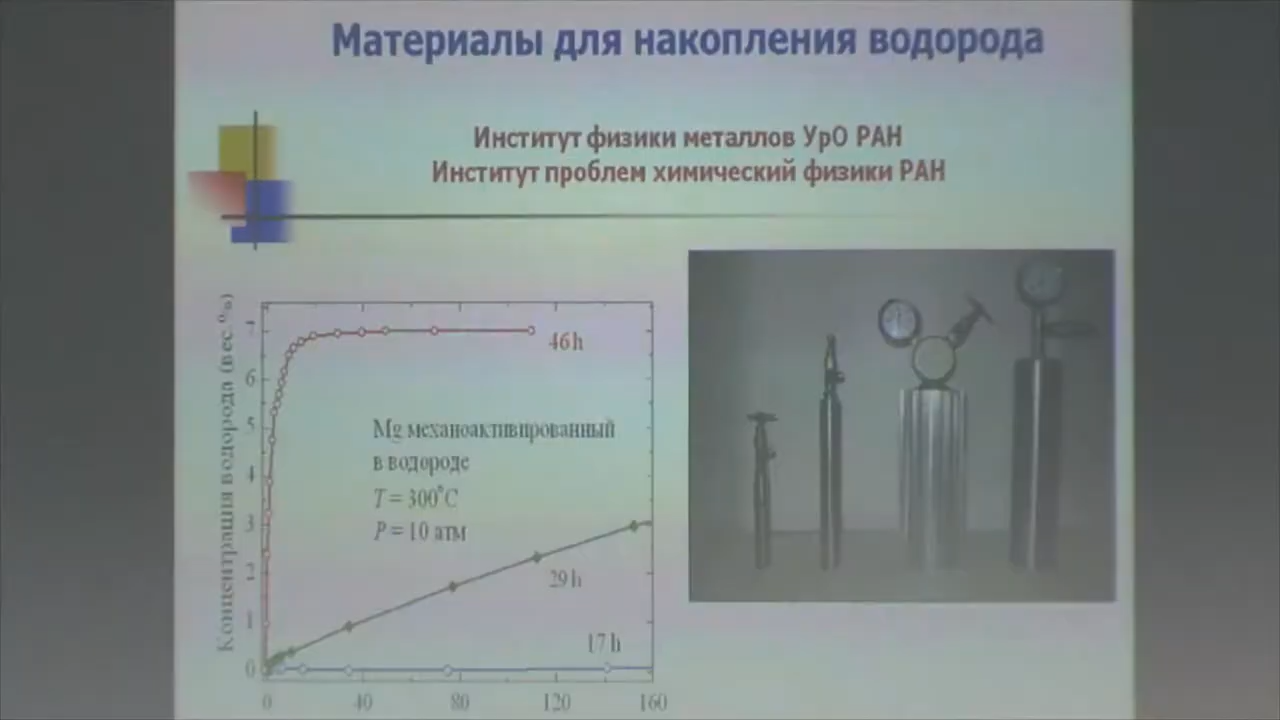 Материалы для накопления водорода
Институт физики металлов УрО РАН
Институт проблем химический физики РАН
Концентрация водорода (вес.%)
7
6
5
4
3
2
1
0
46 h
Mg механоактивированный
в водороде
T = 300°C
P = 10 атм
29 h
17 h
0 40 80 120 160